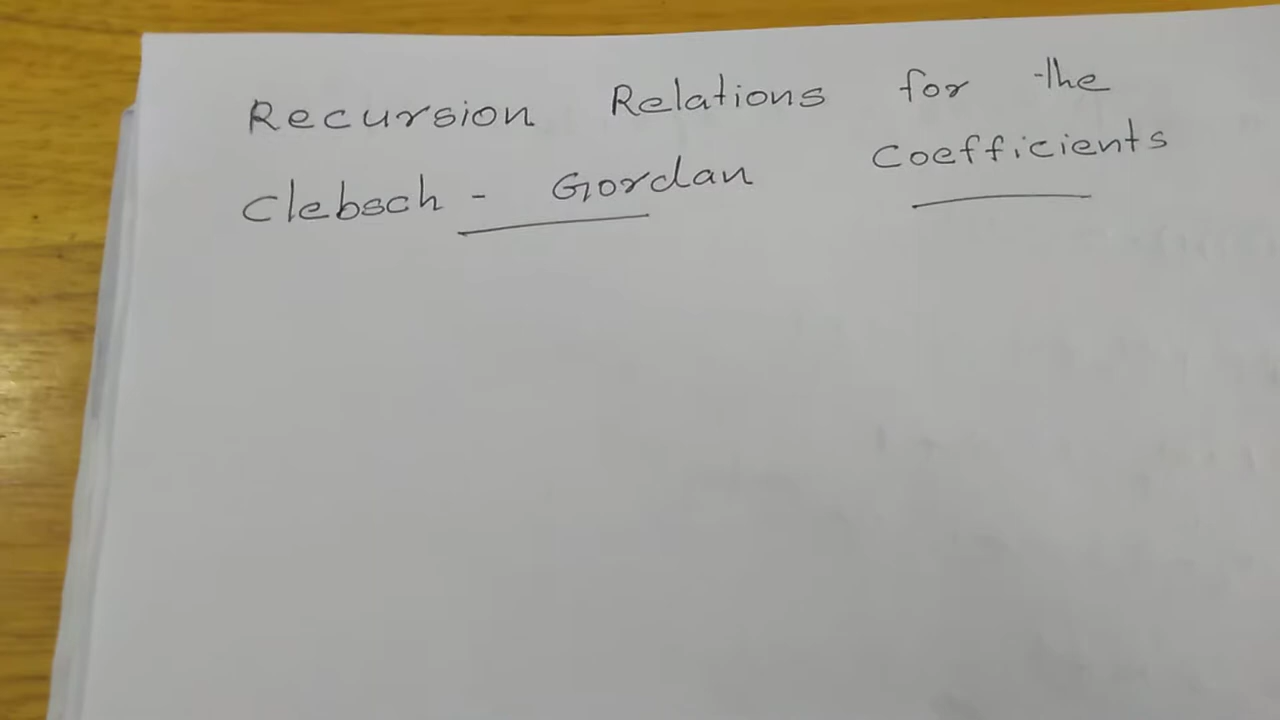 Recursion Relations for the
Clebsch - Gordan Coefficients